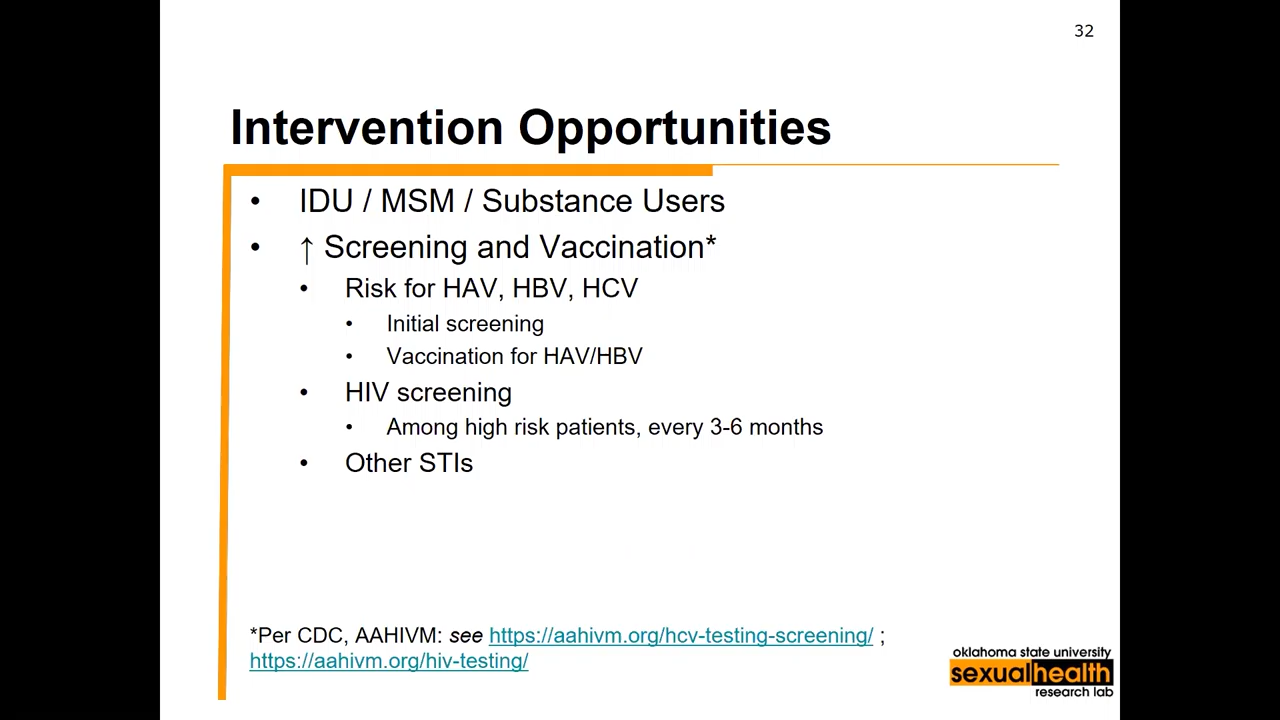 32
Intervention Opportunities
• IDU / MSM / Substance Users
• ↑ Screening and Vaccination*
• Risk for HAV, HBV, HCV
• Initial screening
• Vaccination for HAV/HBV
• HIV screening
• Among high risk patients, every 3-6 months
• Other STIs
*Per CDC, AAHIVM: see https://aahivm.org/hcv-testing-screening/ ;
https://aahivm.org/hiv-testing/
oklahoma state university
sexualhealth
research lab